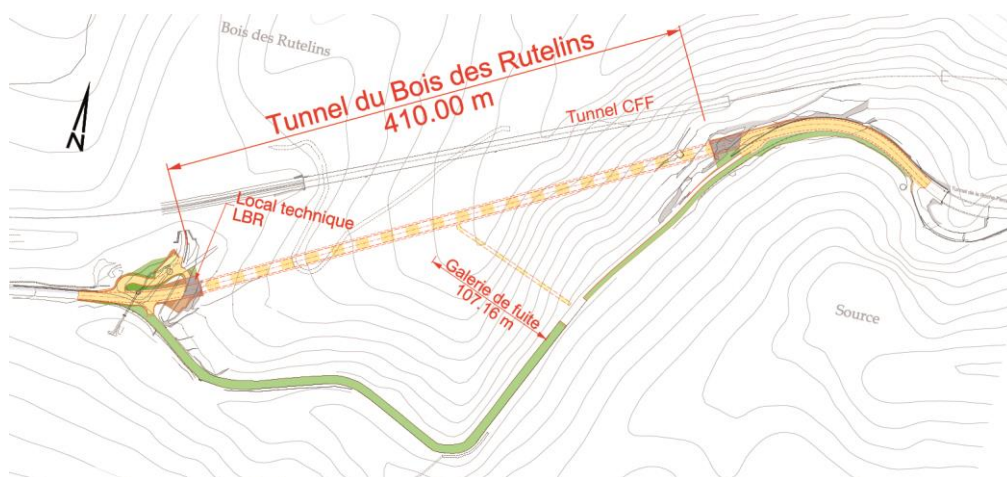 Bois des Rutelins
Tunnel du Bois des Rutelins
410.00 m
Tunnel CFF
N
Local technique
LBR
Galerie de fuite
107.16 m
Source